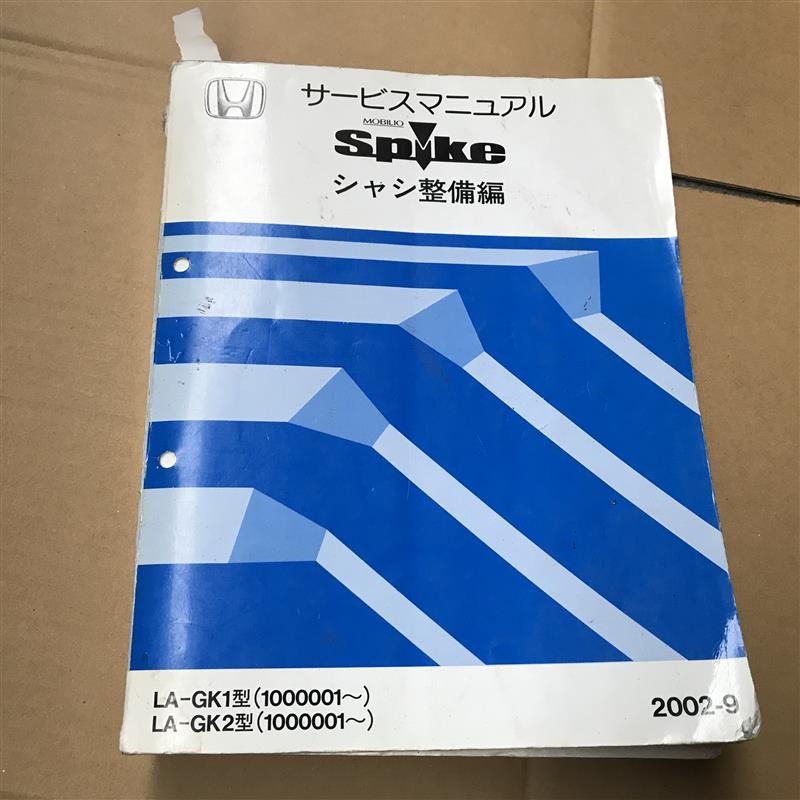 サービスマニュアル
MOBILIO
Spike
シャシ整備編
LA-GK1型(1000001〜)
LA-GK2型(1000001〜)
2002-9